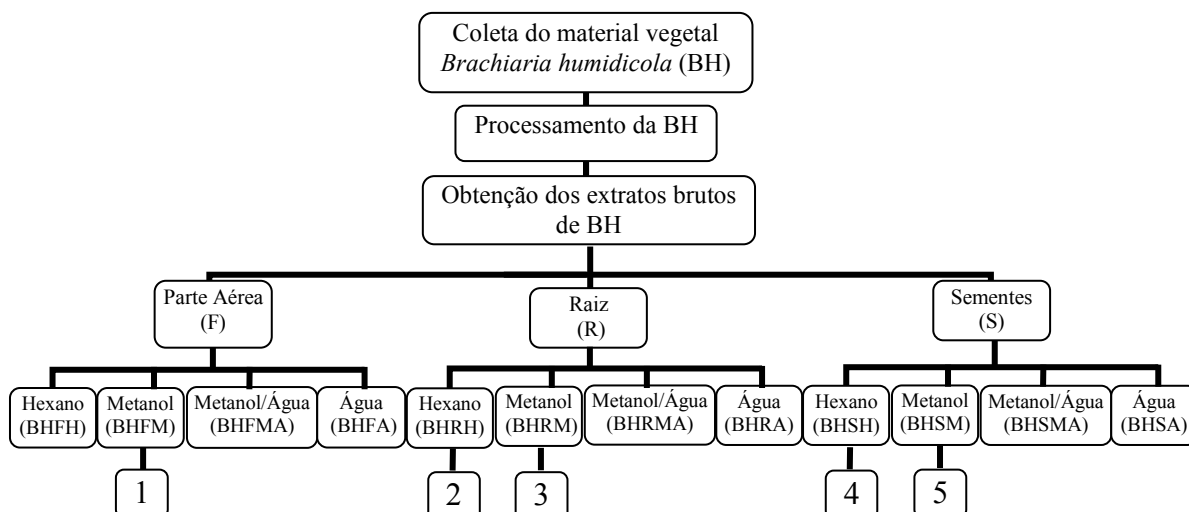 Coleta do material vegetal
Brachiaria humidicola (BH)
Processamento da BH
Obtenção dos extratos brutos
de BH
Parte Aérea
(F)
Raiz
(R)
Sementes
(S)
Hexano
(BHFH)
Metanol
(BHFM)
Metanol/Água
(BHFMA)
Água
(BHFA)
Hexano
(BHRH)
Metanol
(BHRM)
Metanol/Água
(BHRMA)
Água
(BHRA)
Hexano
(BHSH)
Metanol
(BHSM)
Metanol/Água
(BHSMA)
Água
(BHSA)
1
2
3
4
5